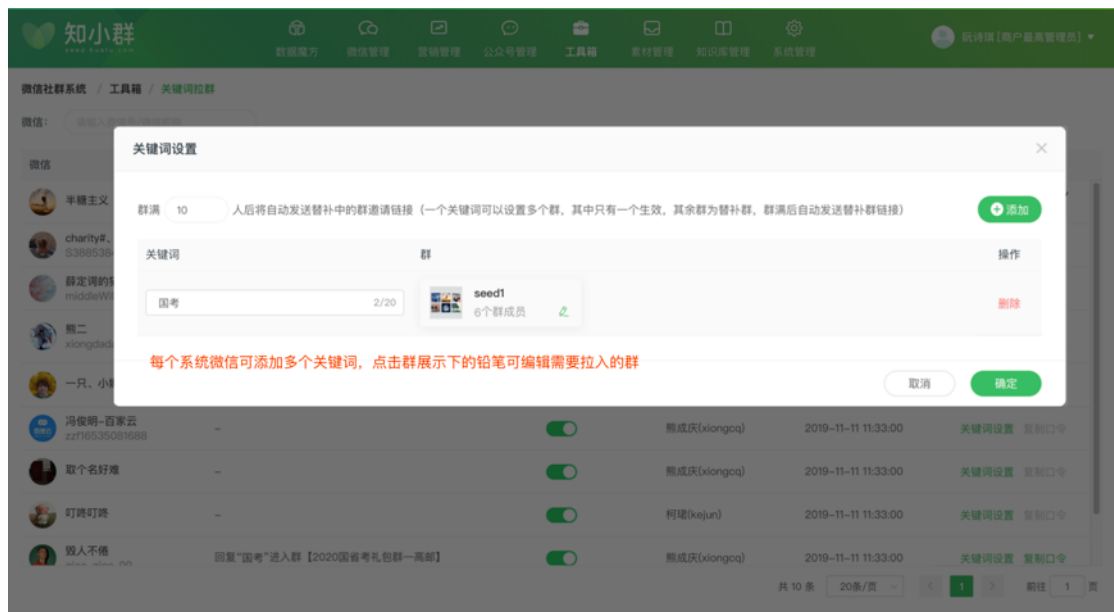 知小群
数据魔方 微信管理 营销管理 公众号管理 工具箱 素材管理 知识库管理 系统管理
阮诗琪[商户最高管理员]
微信社群系统 / 工具箱 / 关键词拉群
微信:
微信
关键词设置
半糖主义
群满 10 人后将自动发送替补中的群邀请链接（一个关键词可以设置多个群，其中只有一个生效，其余群为替补群，群满后自动发送替补群链接）
添加
charity#、
S388538
关键词 群 操作
薛定谔的
middleWi
国考 2/20
seed1
6个群成员
删除
熊二
xiongdad
每个系统微信可添加多个关键词，点击群展示下的铅笔可编辑需要拉入的群
一只、小
取消 确定
冯俊明-百家云
zzf16535081688
- 熊成庆(xiongcq) 2019-11-11 11:33:00 关键词设置 复制口令
取个名好难 - 熊成庆(xiongcq) 2019-11-11 11:33:00 关键词设置 复制口令
叮咚叮咚 - 柯珺(kejun) 2019-11-11 11:33:00 关键词设置 复制口令
毁人不倦
回复"国考"进入群【2020国省考礼包群—高邮】 熊成庆(xiongcq) 2019-11-11 11:33:00 关键词设置 复制口令
共 10 条 20条/页 < 1 > 前往 1 页